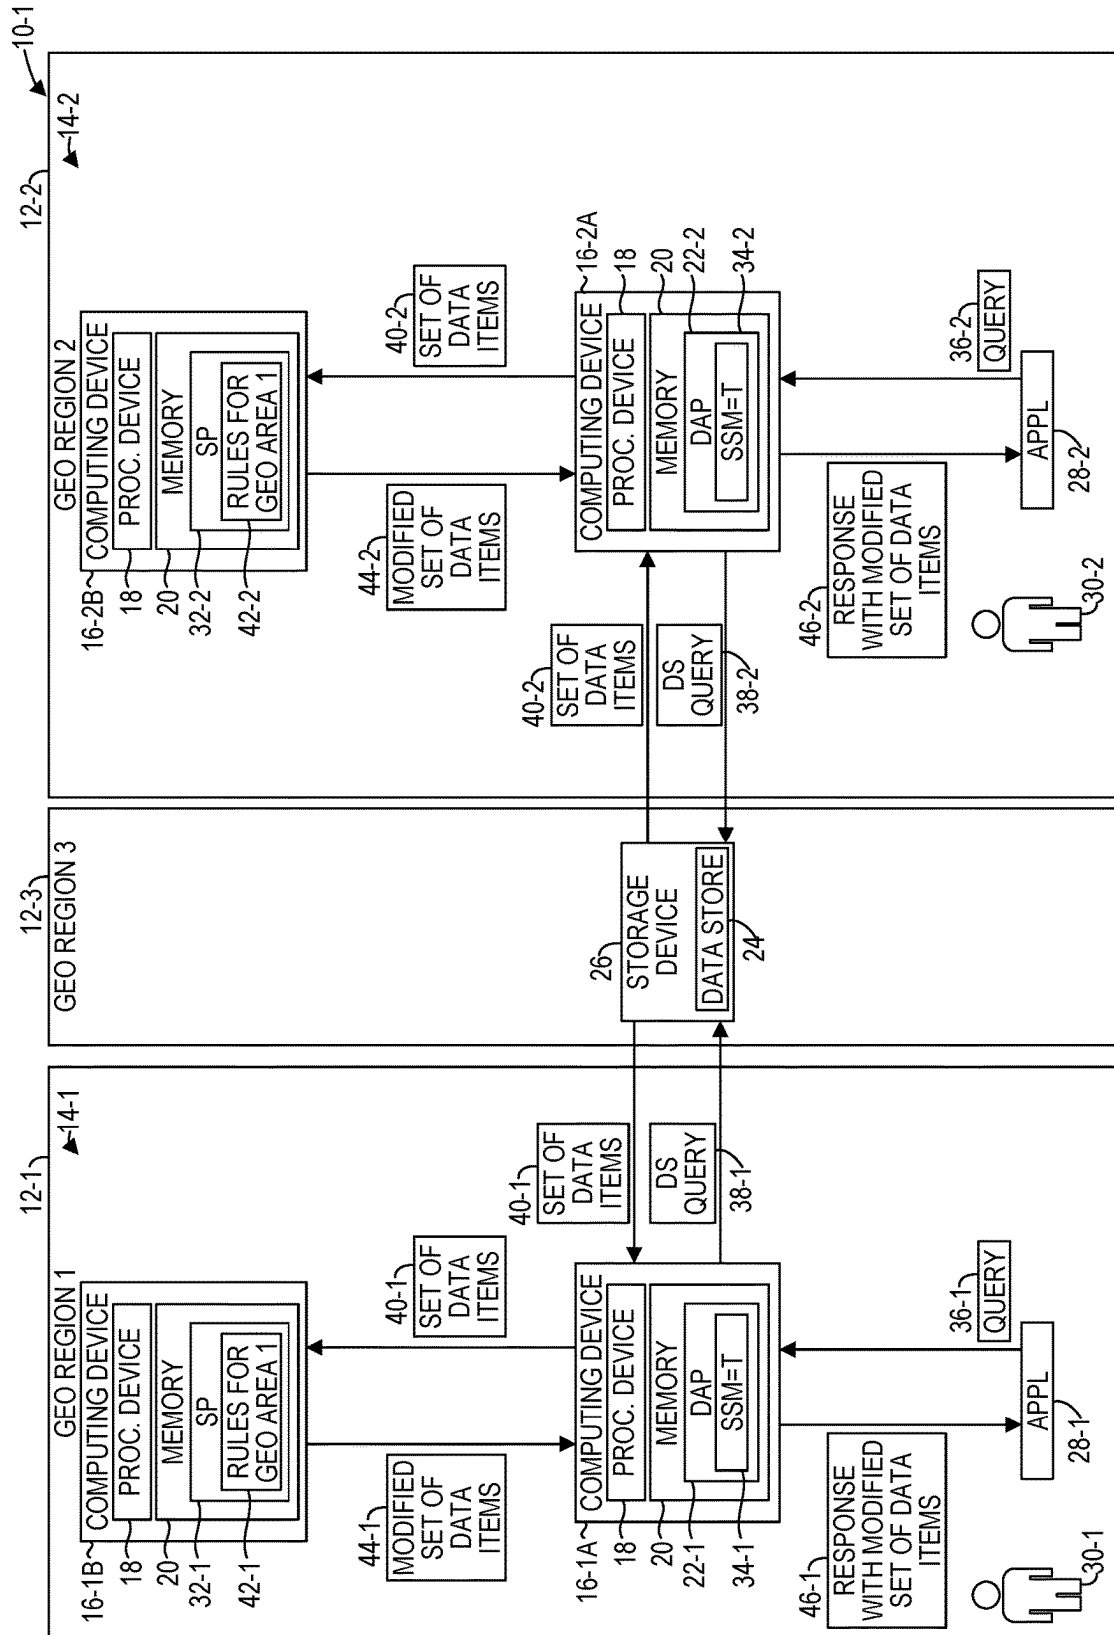 10-1
12-1
GEO REGION 1
14-1
16-1B
COMPUTING DEVICE
18
PROC. DEVICE
20
MEMORY
32-1
SP
42-1
RULES FOR
GEO AREA 1
44-1
MODIFIED
SET OF
DATA
ITEMS
40-1
SET OF
DATA
ITEMS
16-1A
COMPUTING DEVICE
18
PROC. DEVICE
20
MEMORY
22-1
DAP
34-1
SSM=T
40-1
SET OF
DATA
ITEMS
DS
QUERY
38-1
46-1
RESPONSE
WITH MODIFIED
SET OF DATA
ITEMS
36-1
QUERY
30-1
APPL
28-1
12-3
GEO REGION 3
26
STORAGE
DEVICE
DATA STORE
24
12-2
GEO REGION 2
14-2
16-2B
COMPUTING DEVICE
18
PROC. DEVICE
20
MEMORY
32-2
SP
42-2
RULES FOR
GEO AREA 1
44-2
MODIFIED
SET OF
DATA
ITEMS
40-2
SET OF
DATA
ITEMS
40-2
SET OF
DATA
ITEMS
DS
QUERY
38-2
16-2A
COMPUTING DEVICE
18
PROC. DEVICE
20
MEMORY
22-2
DAP
34-2
SSM=T
46-2
RESPONSE
WITH MODIFIED
SET OF DATA
ITEMS
36-2
QUERY
30-2
APPL
28-2